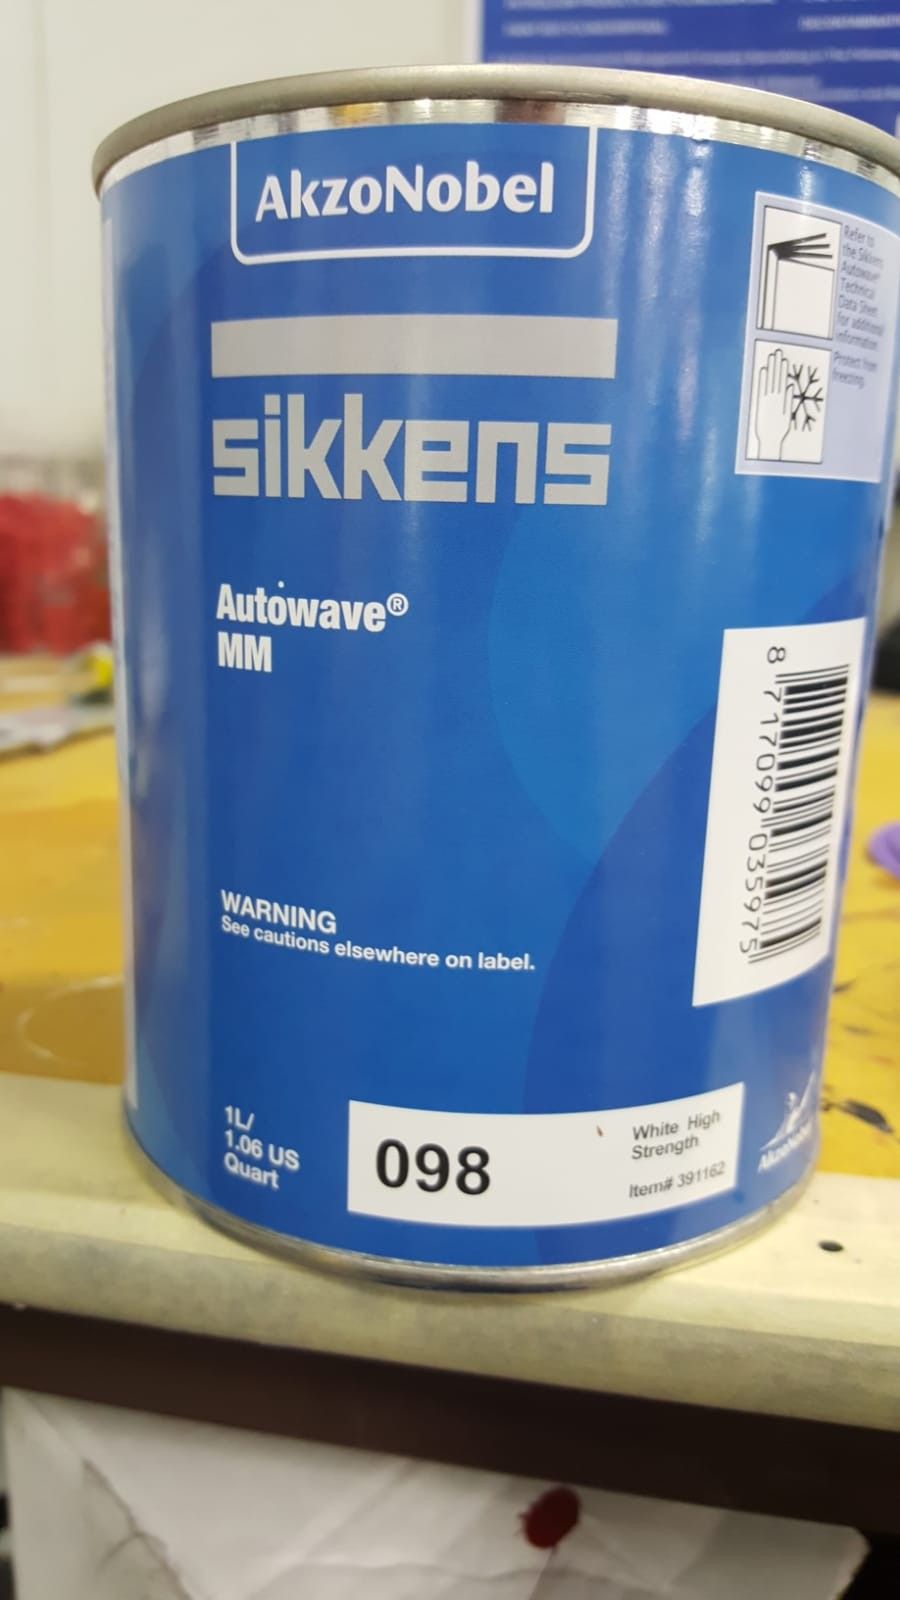 AkzoNobel
sikkens
Autowave®
MM
Refer to
the Sikkens
Autowave
Technical
Data Sheet
for additional
information.
Protect from
freezing.
8 717099 035975
WARNING
See cautions elsewhere on label.
1L/
1.06 US
Quart
098
White High
Strength
Item# 391162
AkzoNobel